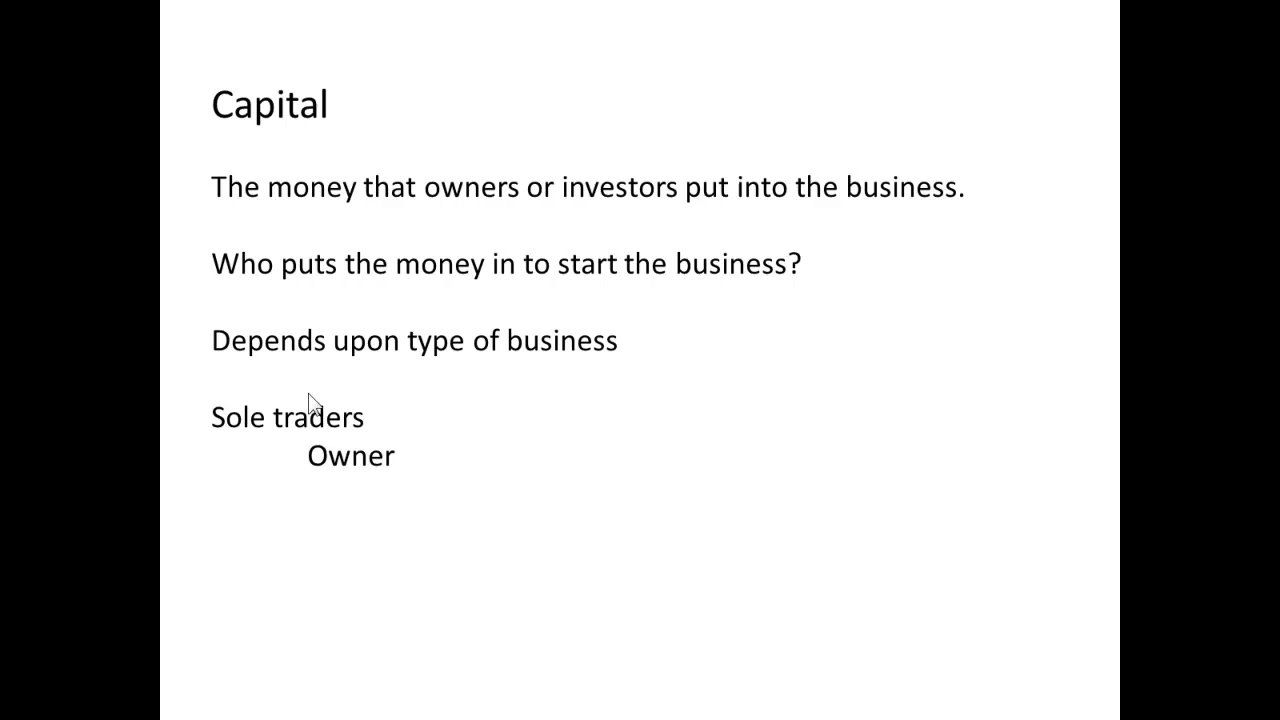 Capital
The money that owners or investors put into the business.
Who puts the money in to start the business?
Depends upon type of business
Sole traders
Owner